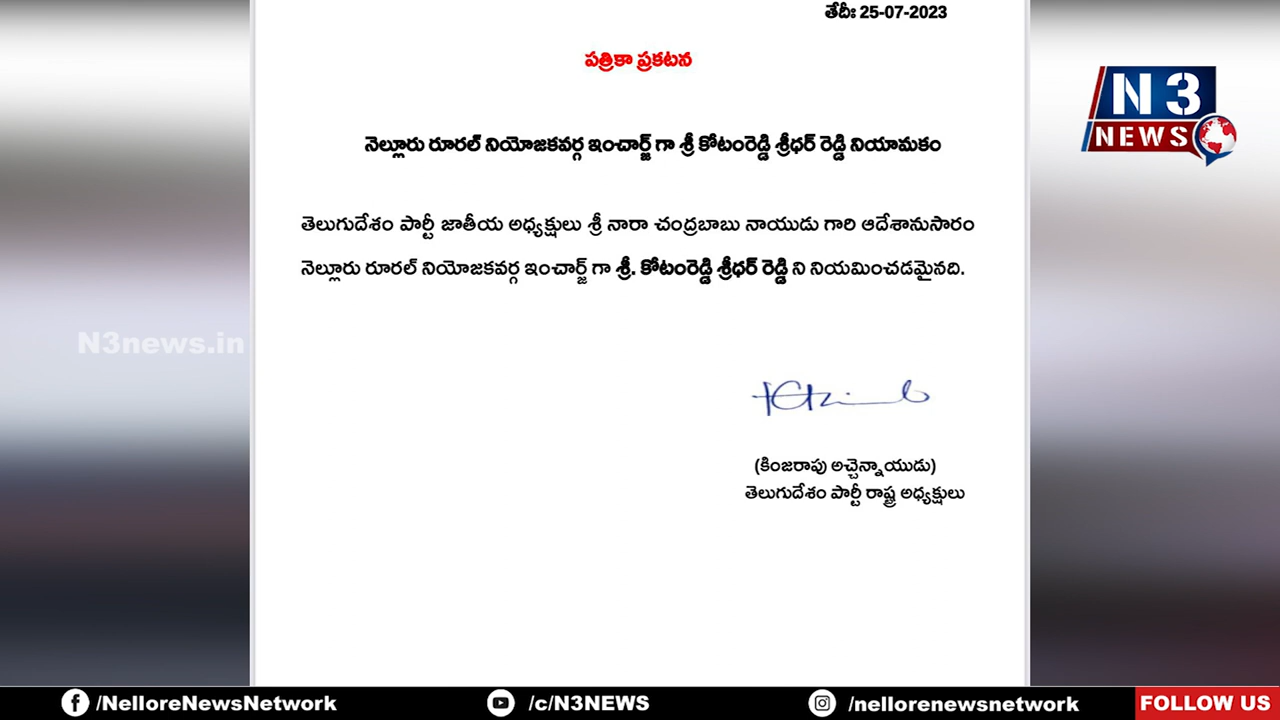 తేదీః 25-07-2023
పత్రికా ప్రకటన
N3
NEWS
నెల్లూరు రూరల్ నియోజకవర్గ ఇంచార్జ్ గా శ్రీ కోటంరెడ్డి శ్రీధర్ రెడ్డి నియామకం
తెలుగుదేశం పార్టీ జాతీయ అధ్యక్షులు శ్రీ నారా చంద్రబాబు నాయుడు గారి ఆదేశానుసారం
నెల్లూరు రూరల్ నియోజకవర్గ ఇంచార్జ్ గా శ్రీ. కోటంరెడ్డి శ్రీధర్ రెడ్డి ని నియమించడమైనది.
N3news.in
(కింజరాపు అచ్చెన్నాయుడు)
తెలుగుదేశం పార్టీ రాష్ట్ర అధ్యక్షులు
/NelloreNewsNetwork
/c/N3NEWS
/nellorenewsnetwork
FOLLOW US